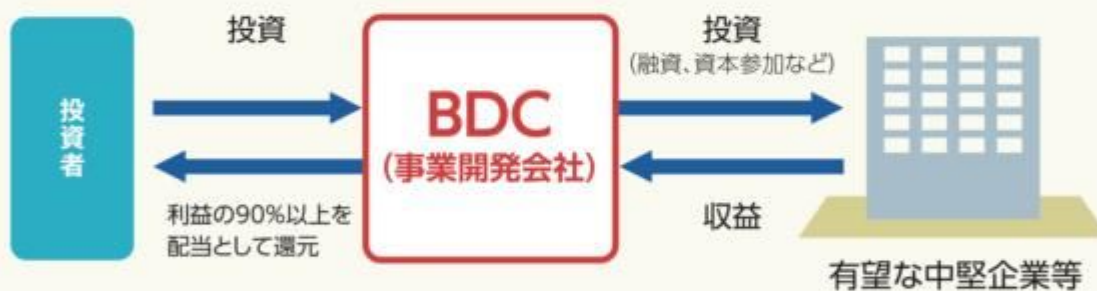 投資者
投資
利益の90%以上を
配当として還元
BDC
(事業開発会社)
投資
(融資、資本参加など)
収益
有望な中堅企業等